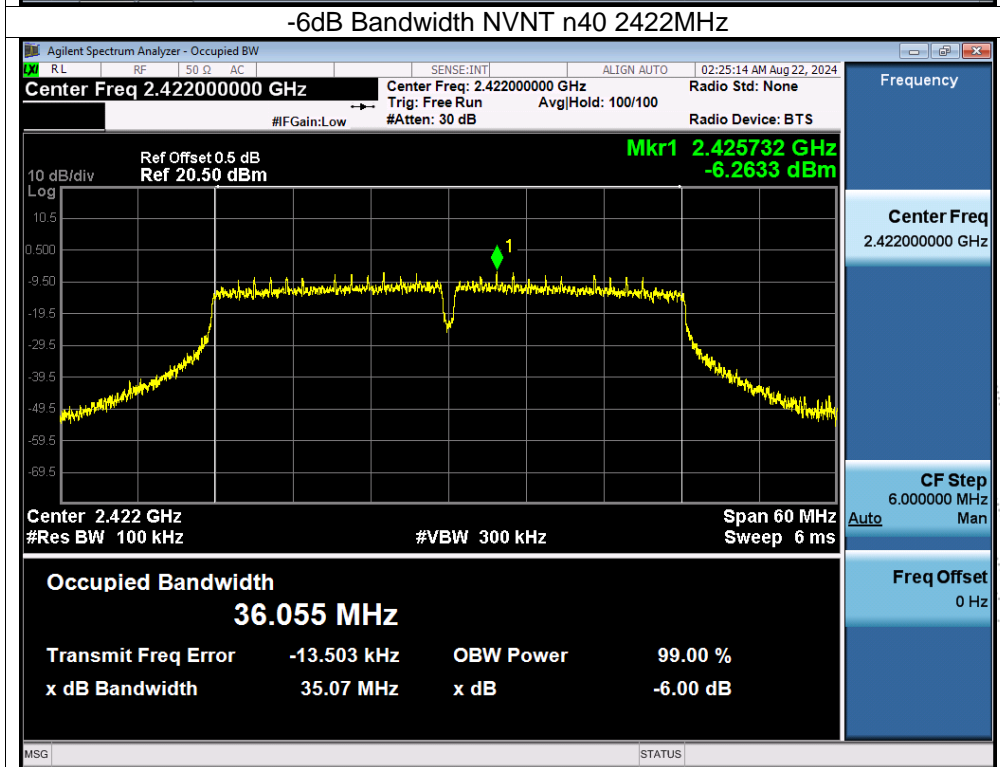 -6dB Bandwidth NVNT n40 2422MHz
Agilent Spectrum Analyzer - Occupied BW
LXI RL RF 50 Ω AC SENSE:INT ALIGN AUTO 02:25:14 AM Aug 22, 2024
Center Freq 2.422000000 GHz
Center Freq: 2.422000000 GHz Radio Std: None
Trig: Free Run Avg|Hold: 100/100
#IFGain:Low #Atten: 30 dB Radio Device: BTS
Frequency
Mkr1 2.425732 GHz
-6.2633 dBm
Ref Offset 0.5 dB
10 dB/div Ref 20.50 dBm
Log
10.5
0.500
-9.50
-19.5
-29.5
-39.5
-49.5
-59.5
-69.5
1
Center 2.422 GHz Span 60 MHz
#Res BW 100 kHz #VBW 300 kHz Sweep 6 ms
Center Freq
2.422000000 GHz
CF Step
6.000000 MHz
Auto Man
Freq Offset
0 Hz
Occupied Bandwidth
36.055 MHz
Transmit Freq Error -13.503 kHz OBW Power 99.00 %
x dB Bandwidth 35.07 MHz x dB -6.00 dB
MSG STATUS